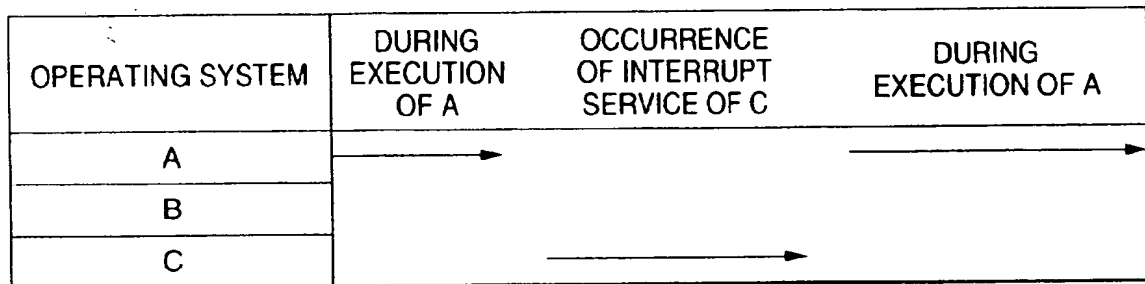 OPERATING SYSTEM
DURING
EXECUTION
OF A
OCCURRENCE
OF INTERRUPT
SERVICE OF C
DURING
EXECUTION OF A
A
B
C